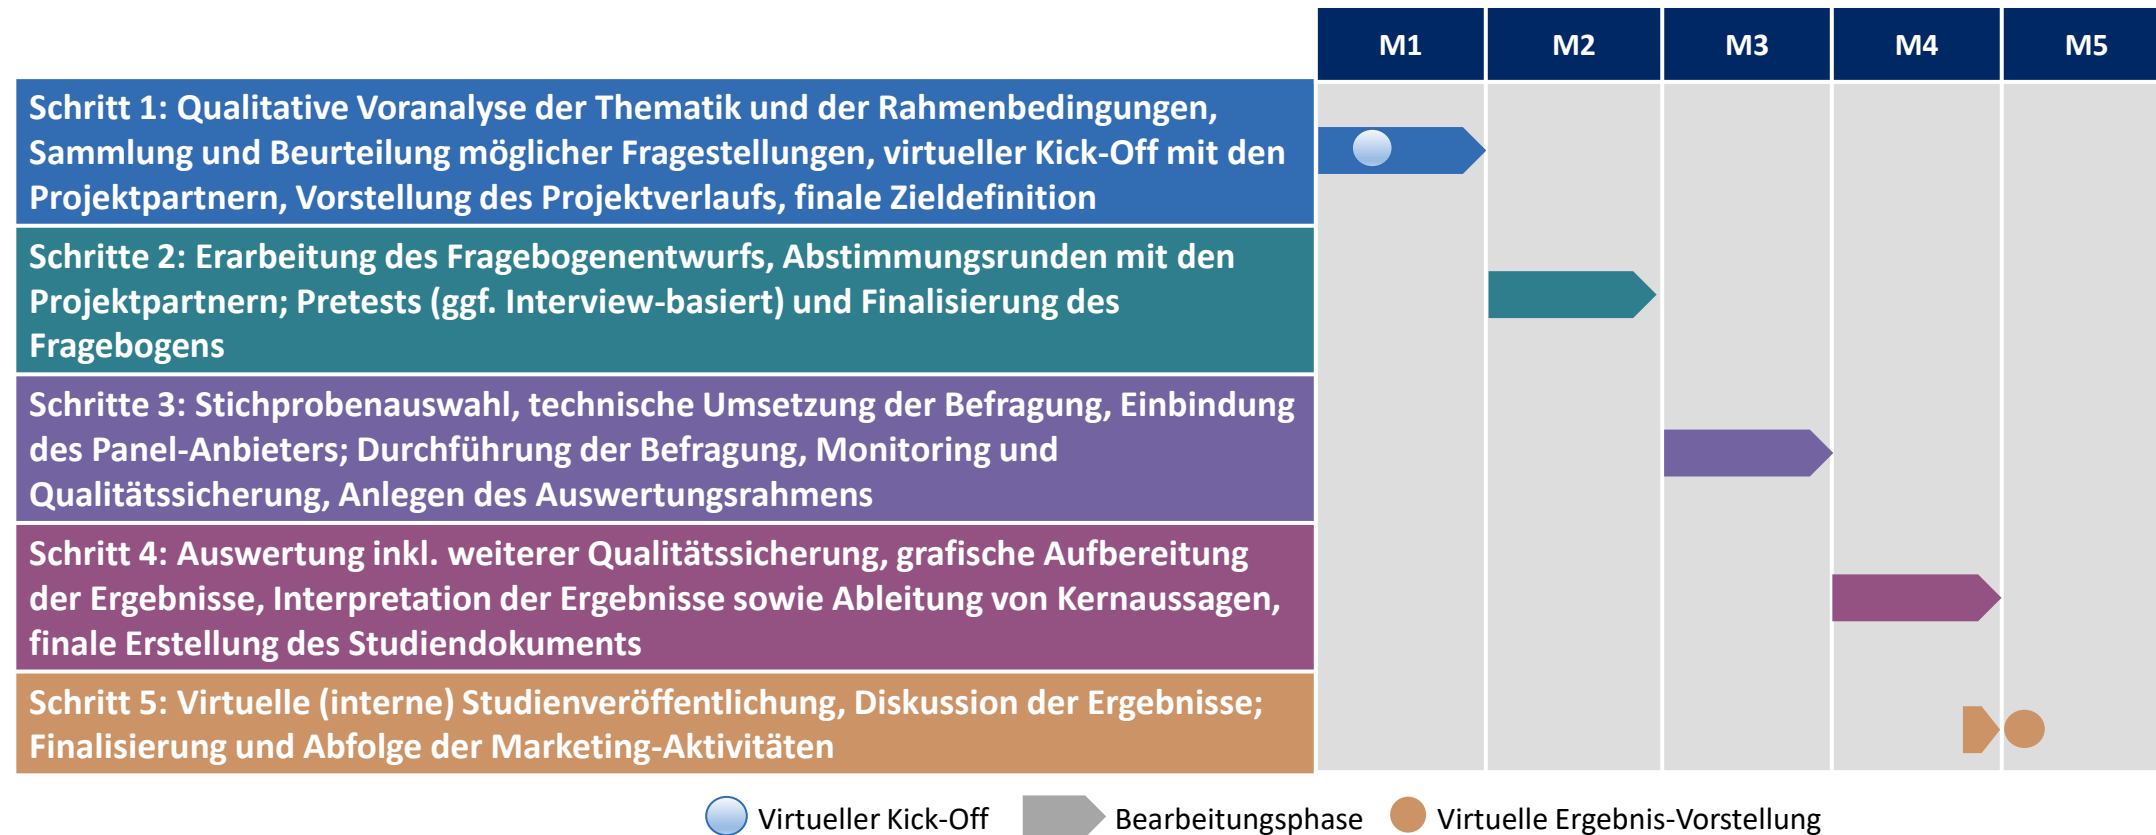 M1 M2 M3 M4 M5
Schritt 1: Qualitative Voranalyse der Thematik und der Rahmenbedingungen,
Sammlung und Beurteilung möglicher Fragestellungen, virtueller Kick-Off mit den
Projektpartnern, Vorstellung des Projektverlaufs, finale Zieldefinition
Schritte 2: Erarbeitung des Fragebogenentwurfs, Abstimmungsrunden mit den
Projektpartnern; Pretests (ggf. Interview-basiert) und Finalisierung des
Fragebogens
Schritte 3: Stichprobenauswahl, technische Umsetzung der Befragung, Einbindung
des Panel-Anbieters; Durchführung der Befragung, Monitoring und
Qualitätssicherung, Anlegen des Auswertungsrahmens
Schritt 4: Auswertung inkl. weiterer Qualitätssicherung, grafische Aufbereitung
der Ergebnisse, Interpretation der Ergebnisse sowie Ableitung von Kernaussagen,
finale Erstellung des Studiendokuments
Schritt 5: Virtuelle (interne) Studienveröffentlichung, Diskussion der Ergebnisse;
Finalisierung und Abfolge der Marketing-Aktivitäten
Virtueller Kick-Off Bearbeitungsphase Virtuelle Ergebnis-Vorstellung